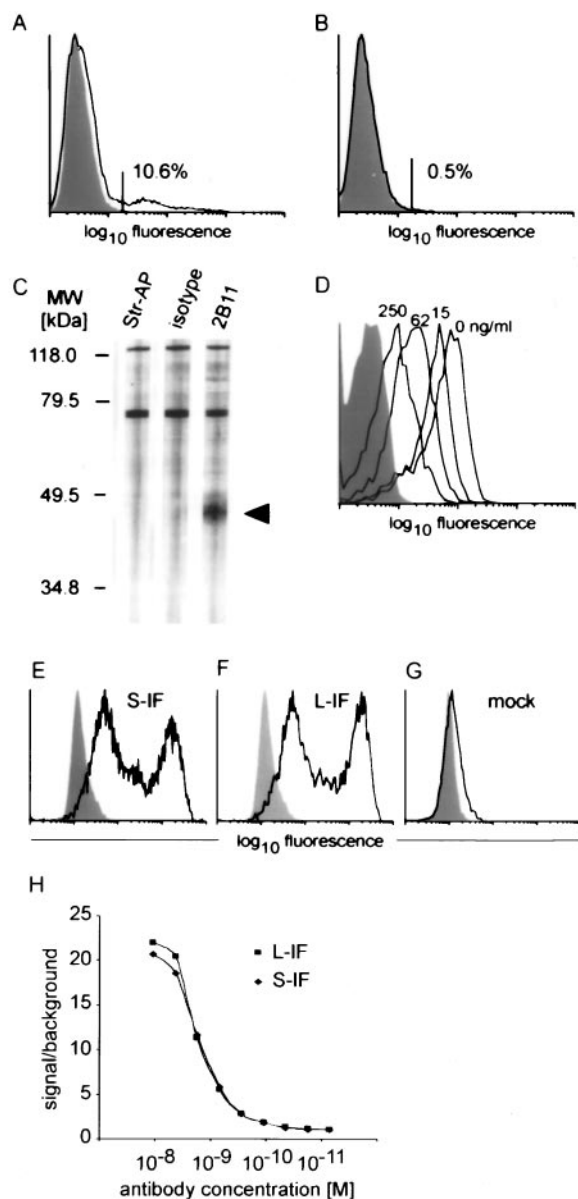 A
10.6%
log10 fluorescence
B
0.5%
log10 fluorescence
C
MW
[kDa]
Str-AP
isotype
2B11
118.0
79.5
49.5
34.8
D
250 62 15 0 ng/ml
log10 fluorescence
E
S-IF
F
L-IF
G
mock
log10 fluorescence
H
signal/background
25
20
15
10
5
0
L-IF
S-IF
10-8 10-9 10-10 10-11
antibody concentration [M]